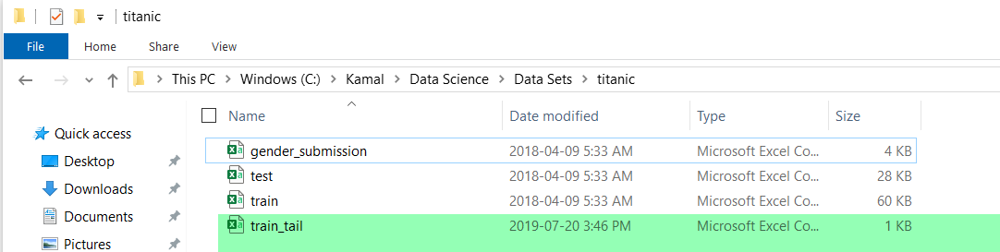 titanic
File Home Share View
This PC Windows (C:) Kamal Data Science Data Sets titanic
Name Date modified Type Size
Quick access
gender_submission 2018-04-09 5:33 AM Microsoft Excel Co... 4 KB
Desktop
test 2018-04-09 5:33 AM Microsoft Excel Co... 28 KB
Downloads
train 2018-04-09 5:33 AM Microsoft Excel Co... 60 KB
Documents
train_tail 2019-07-20 3:46 PM Microsoft Excel Co... 1 KB
Pictures